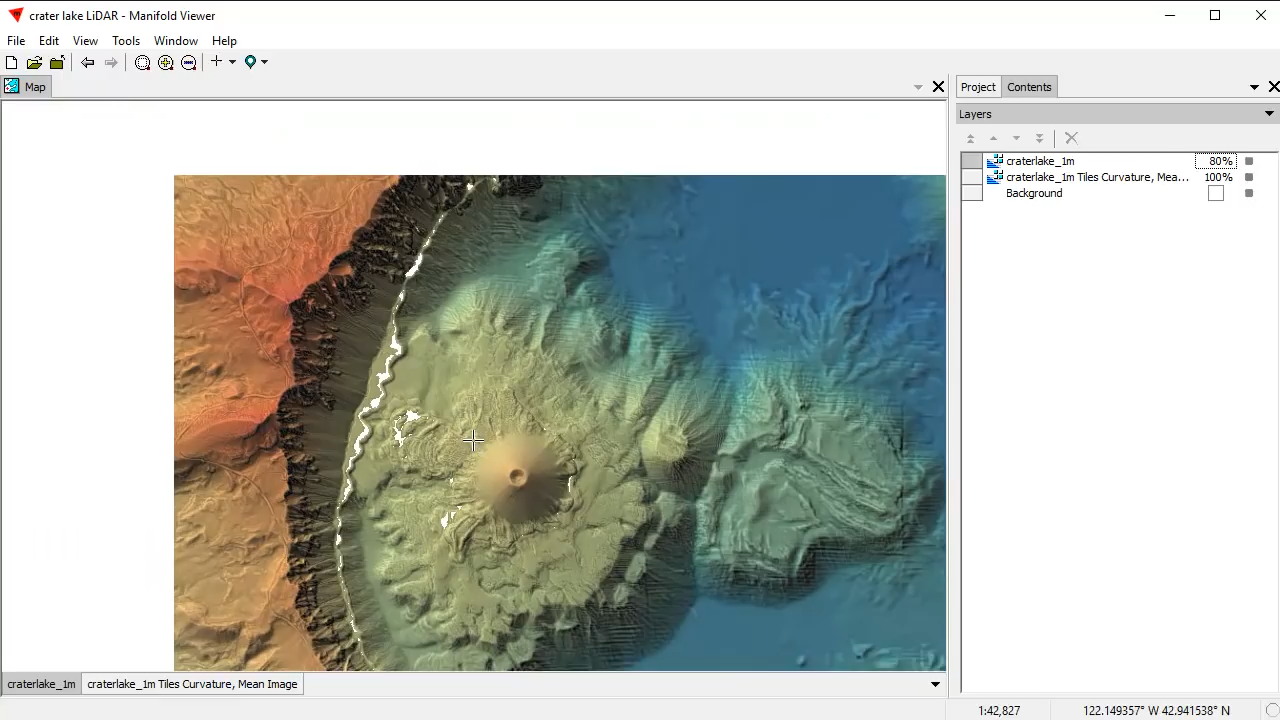 crater lake LiDAR - Manifold Viewer
File Edit View Tools Window Help
Map
Project Contents
Layers
craterlake_1m 80%
craterlake_1m Tiles Curvature, Mea... 100%
Background
craterlake_1m craterlake_1m Tiles Curvature, Mean Image
1:42,827 122.149357° W 42.941538° N